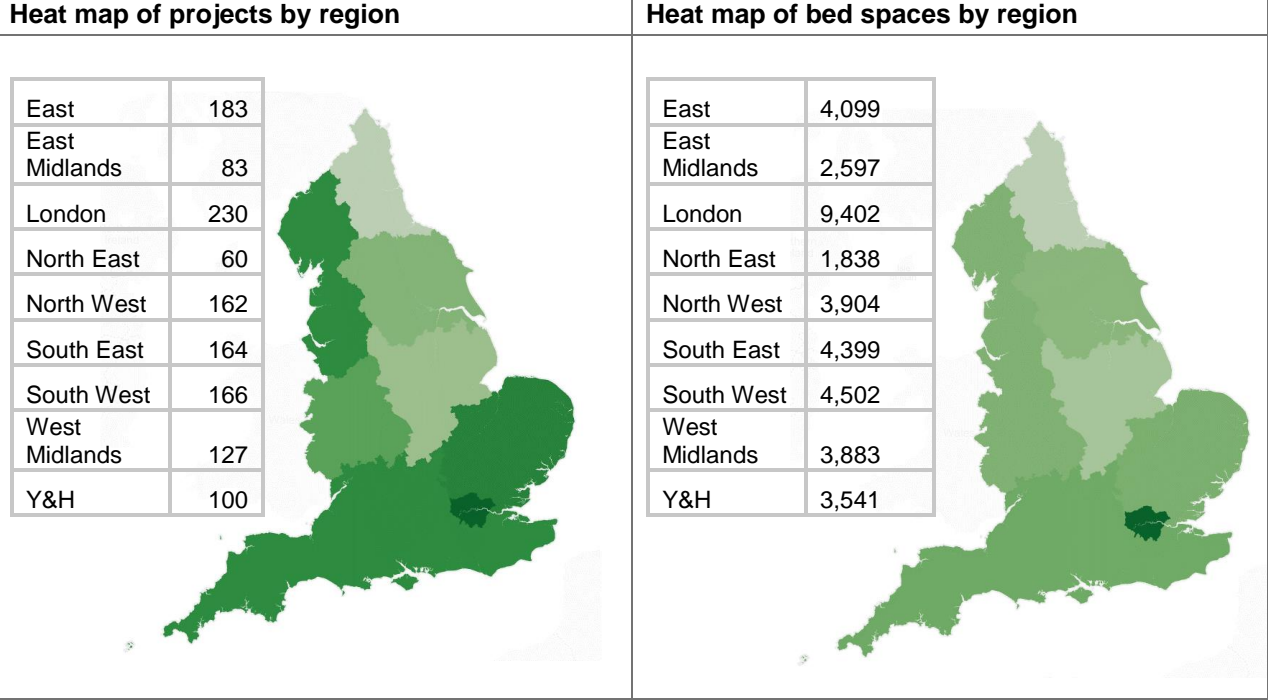 Heat map of projects by region
East 183
East
Midlands 83
London 230
North East 60
North West 162
South East 164
South West 166
West
Midlands 127
Y&H 100
Heat map of bed spaces by region
East 4,099
East
Midlands 2,597
London 9,402
North East 1,838
North West 3,904
South East 4,399
South West 4,502
West
Midlands 3,883
Y&H 3,541